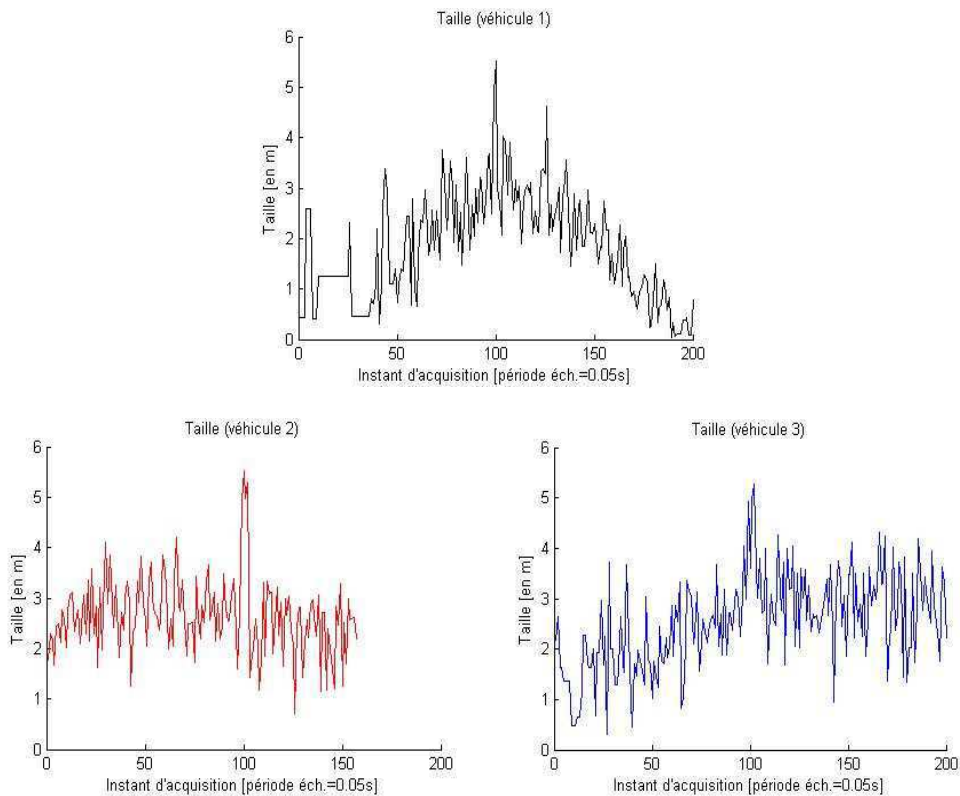 Taille (véhicule 1)
6
5
4
3
2
1
0
Taille [en m]
0 50 100 150 200
Instant d'acquisition [période éch.=0.05s]
Taille (véhicule 2)
6
5
4
3
2
1
0
Taille [en m]
0 50 100 150 200
Instant d'acquisition [période éch.=0.05s]
Taille (véhicule 3)
6
5
4
3
2
1
0
Taille [en m]
0 50 100 150 200
Instant d'acquisition [période éch.=0.05s]